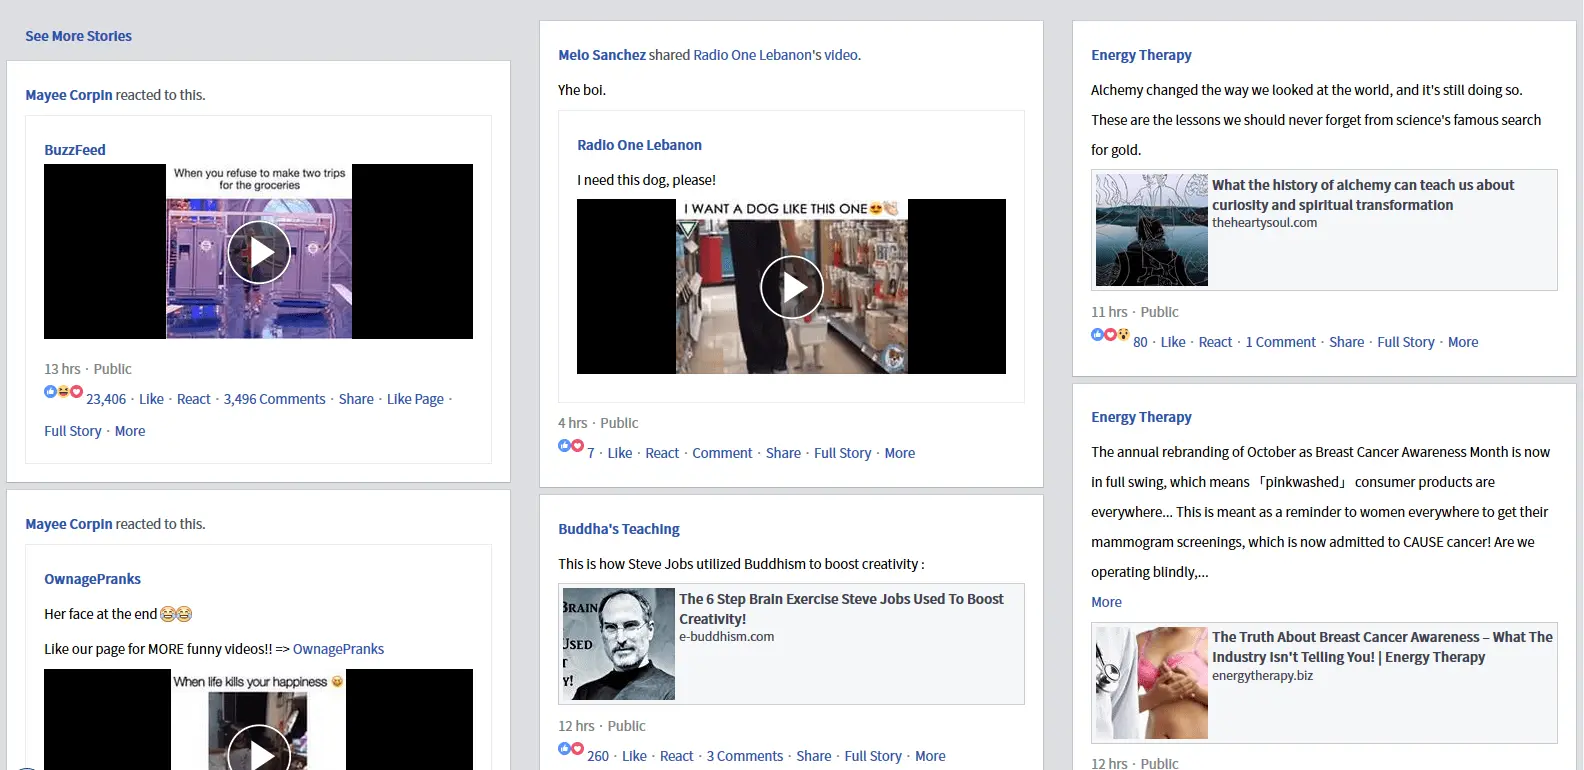 See More Stories
Mayee Corpin reacted to this.
BuzzFeed
When you refuse to make two trips
for the groceries
13 hrs · Public
23,406 · Like · React · 3,496 Comments · Share · Like Page ·
Full Story · More
Mayee Corpin reacted to this.
OwnagePranks
Her face at the end 😂😂
Like our page for MORE funny videos!! => OwnagePranks
When life kills your happiness 😄
Melo Sanchez shared Radio One Lebanon's video.
Yhe boi.
Radio One Lebanon
I need this dog, please!
I WANT A DOG LIKE THIS ONE😍👏
4 hrs · Public
7 · Like · React · Comment · Share · Full Story · More
Buddha's Teaching
This is how Steve Jobs utilized Buddhism to boost creativity :
BRAIN
USED
T
Y!
The 6 Step Brain Exercise Steve Jobs Used To Boost
Creativity!
e-buddhism.com
12 hrs · Public
260 · Like · React · 3 Comments · Share · Full Story · More
Energy Therapy
Alchemy changed the way we looked at the world, and it's still doing so.
These are the lessons we should never forget from science's famous search
for gold.
What the history of alchemy can teach us about
curiosity and spiritual transformation
theheartysoul.com
11 hrs · Public
80 · Like · React · 1 Comment · Share · Full Story · More
Energy Therapy
The annual rebranding of October as Breast Cancer Awareness Month is now
in full swing, which means 「pinkwashed」 consumer products are
everywhere... This is meant as a reminder to women everywhere to get their
mammogram screenings, which is now admitted to CAUSE cancer! Are we
operating blindly,...
More
The Truth About Breast Cancer Awareness – What The
Industry Isn't Telling You! | Energy Therapy
energytherapy.biz
12 hrs · Public